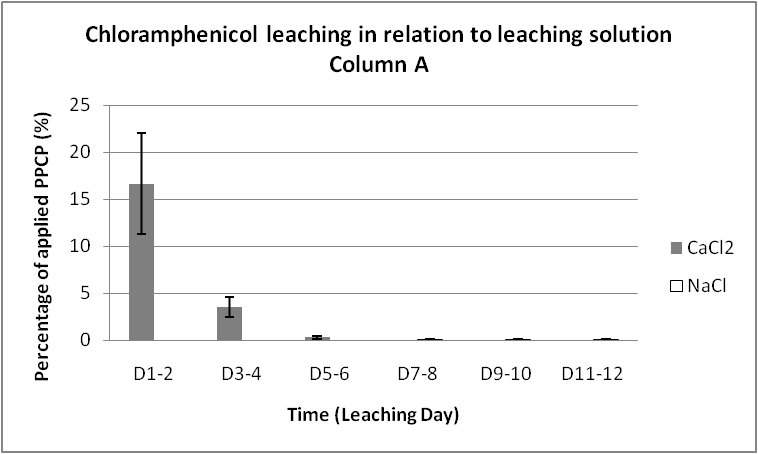 Chloramphenicol leaching in relation to leaching solution
Column A
Percentage of applied PPCP (%)
25
20
15
10
5
0
D1-2 D3-4 D5-6 D7-8 D9-10 D11-12
Time (Leaching Day)
CaCl2
NaCl